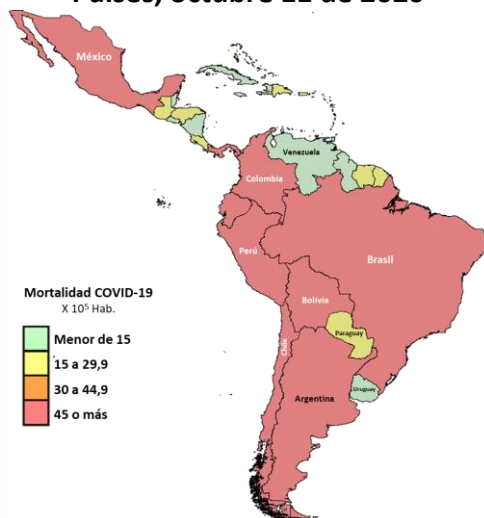 Países, octubre 11 de 2020
México
Venezuela
Colombia
Perú
Brasil
Bolivia
Paraguay
Chile
Uruguay
Argentina
Mortalidad COVID-19
X 10⁵ Hab.
Menor de 15
15 a 29,9
30 a 44,9
45 o más